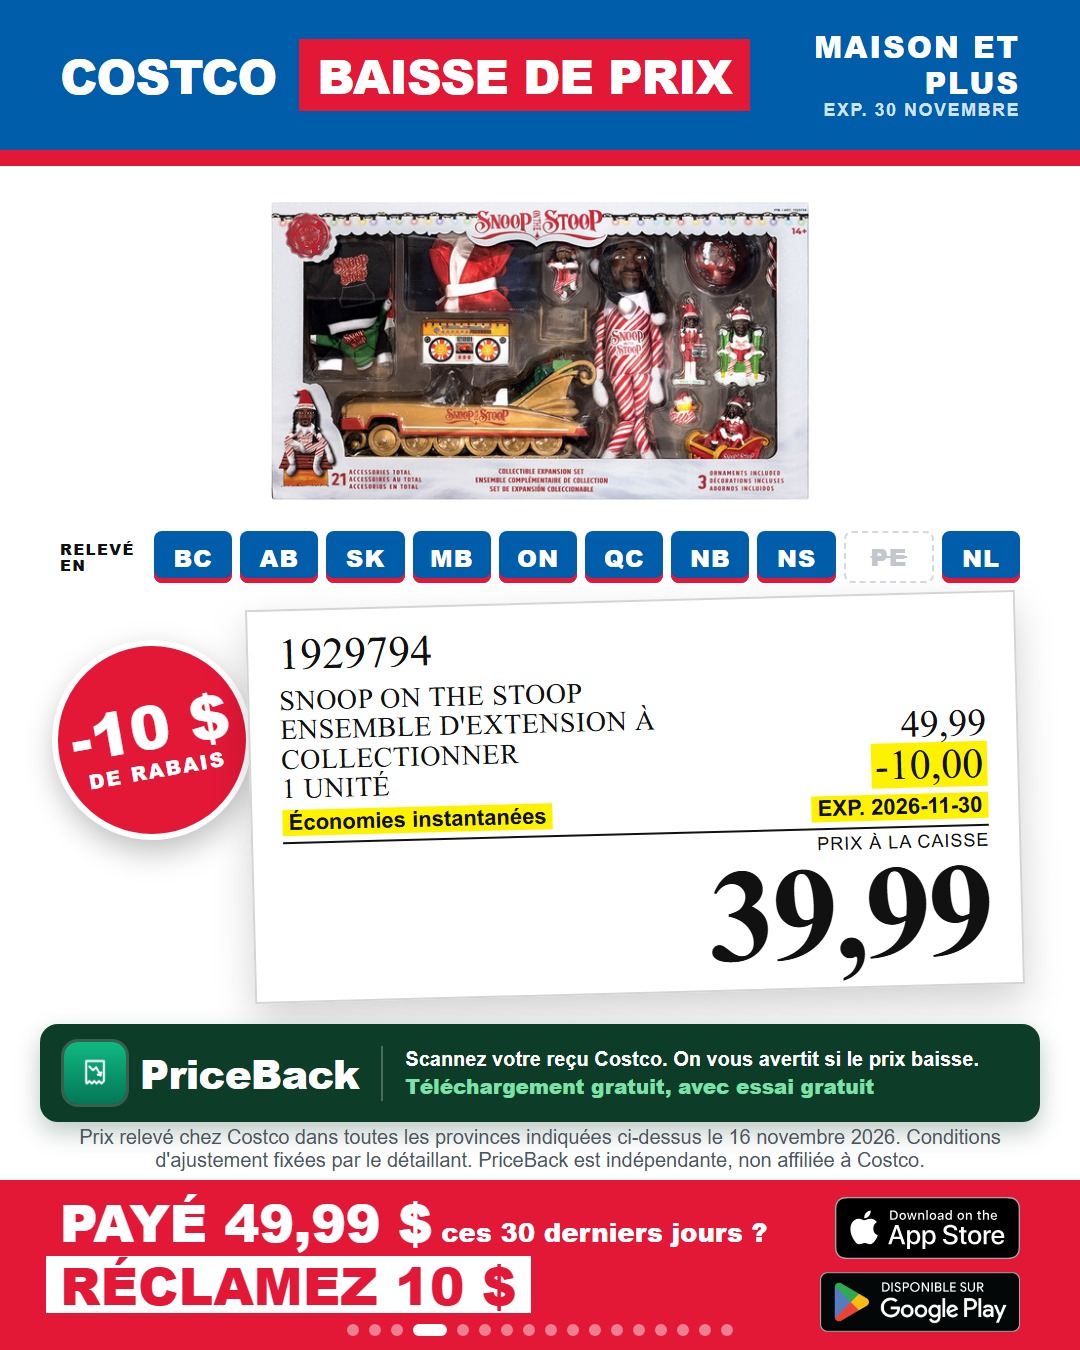 COSTCO BAISSE DE PRIX
MAISON ET
PLUS
EXP. 30 NOVEMBRE
SNOOP ON THE STOOP
14+
SNOOP
STOOP
SNOOP ON THE STOOP
21 ACCESSORIES TOTAL
ACCESSOIRES AU TOTAL
ACCESORIOS EN TOTAL
COLLECTIBLE EXPANSION SET
ENSEMBLE COMPLÉMENTAIRE DE COLLECTION
SET DE EXPANSIÓN COLECCIONABLE
3 ORNAMENTS INCLUDED
DÉCORATIONS INCLUSES
ADORNOS INCLUIDOS
RELEVÉ
EN
BC AB SK MB ON QC NB NS PE NL
-10 $
DE RABAIS
1929794
SNOOP ON THE STOOP
ENSEMBLE D'EXTENSION À
COLLECTIONNER
1 UNITÉ
49,99
-10,00
Économies instantanées
EXP. 2026-11-30
PRIX À LA CAISSE
39,99
PriceBack
Scannez votre reçu Costco. On vous avertit si le prix baisse.
Téléchargement gratuit, avec essai gratuit
Prix relevé chez Costco dans toutes les provinces indiquées ci-dessus le 16 novembre 2026. Conditions
d'ajustement fixées par le détaillant. PriceBack est indépendante, non affiliée à Costco.
PAYÉ 49,99 $ ces 30 derniers jours ?
RÉCLAMEZ 10 $
Download on the
App Store
DISPONIBLE SUR
Google Play